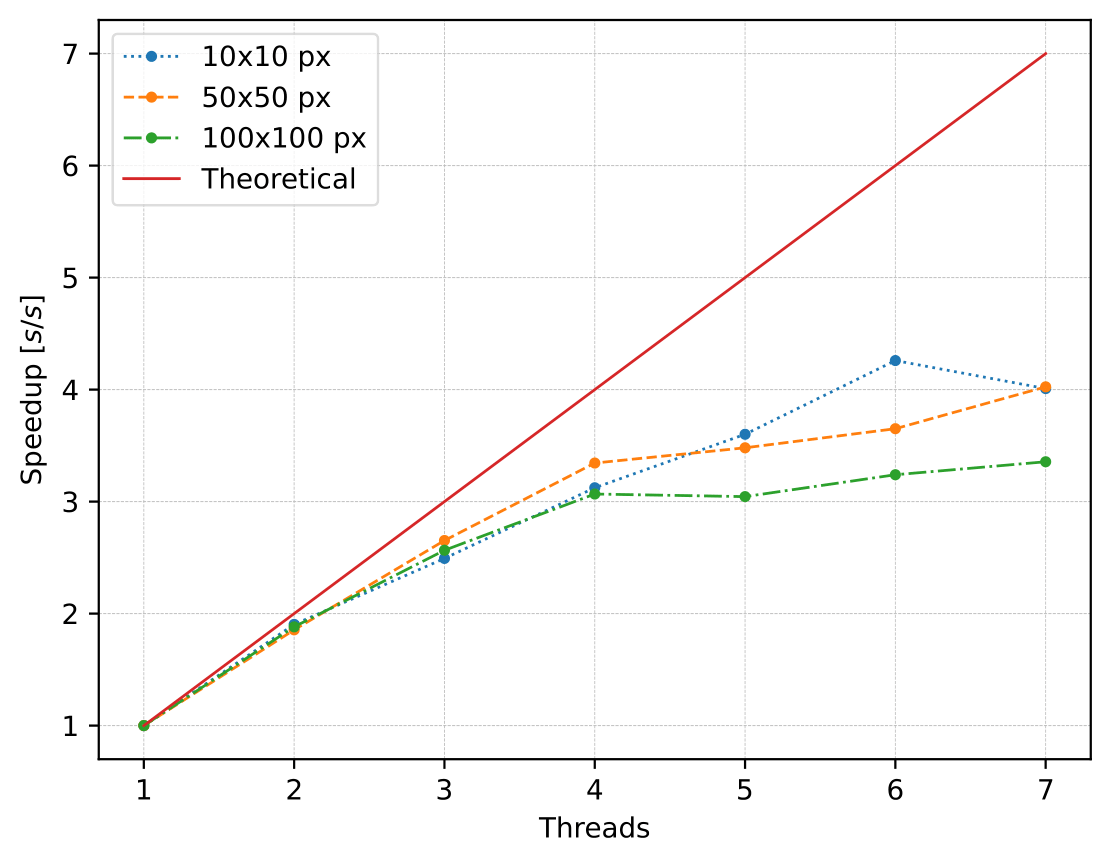 10x10 px
50x50 px
100x100 px
Theoretical
7
6
5
4
3
2
1
Speedup [s/s]
1 2 3 4 5 6 7
Threads